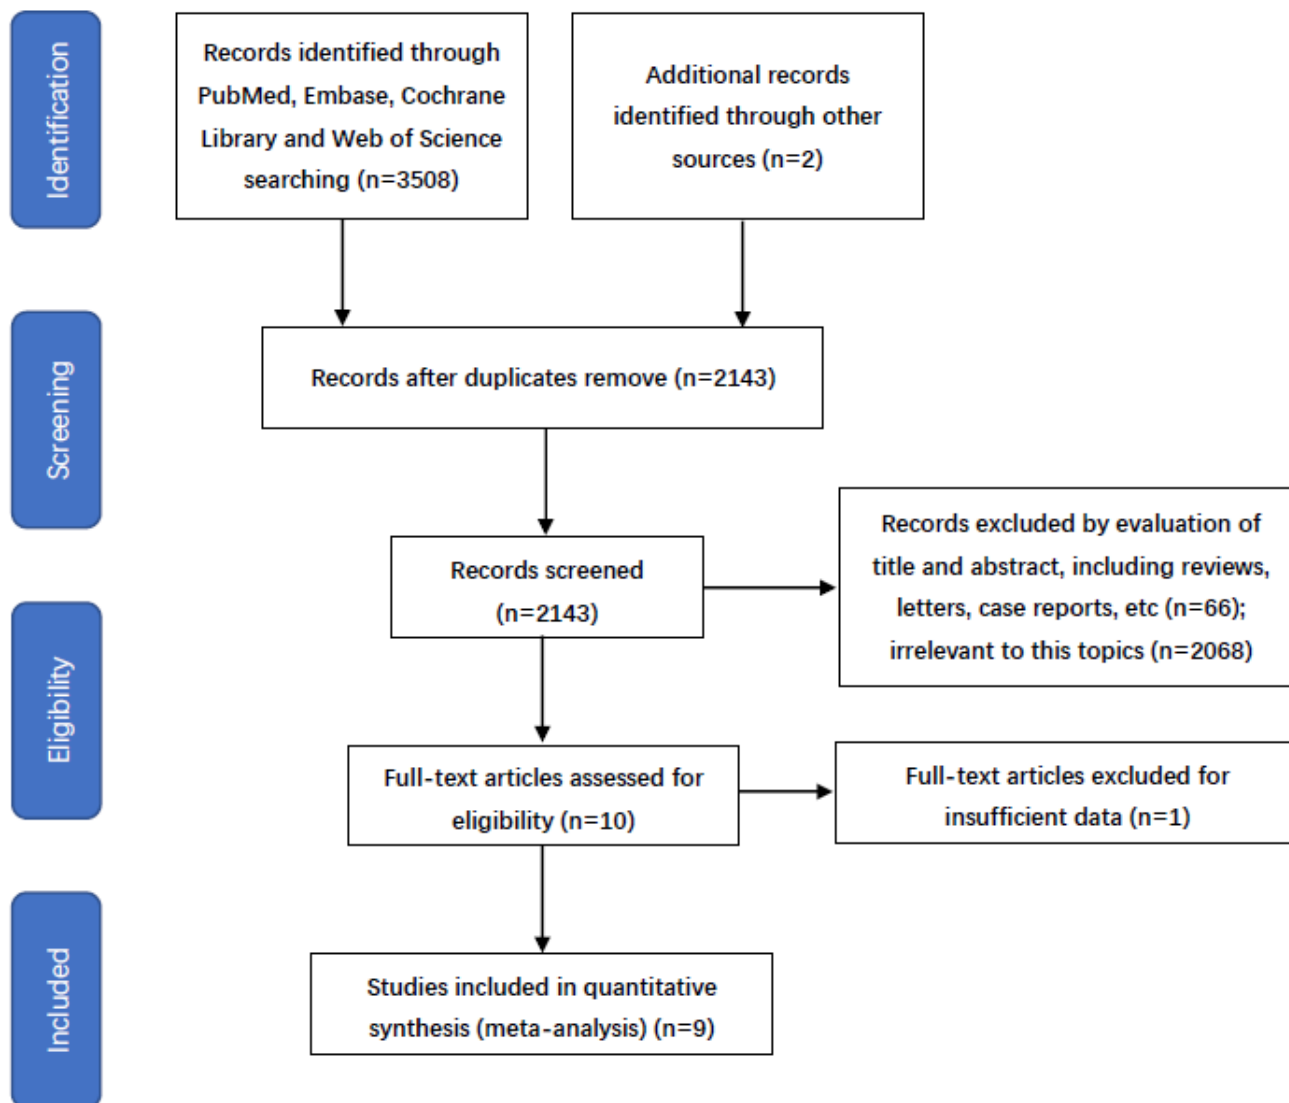 Identification
Records identified through
PubMed, Embase, Cochrane
Library and Web of Science
searching (n=3508)
Additional records
identified through other
sources (n=2)
Screening
Records after duplicates remove (n=2143)
Records screened
(n=2143)
Records excluded by evaluation of
title and abstract, including reviews,
letters, case reports, etc (n=66);
irrelevant to this topics (n=2068)
Eligibility
Full-text articles assessed for
eligibility (n=10)
Full-text articles excluded for
insufficient data (n=1)
Included
Studies included in quantitative
synthesis (meta-analysis) (n=9)